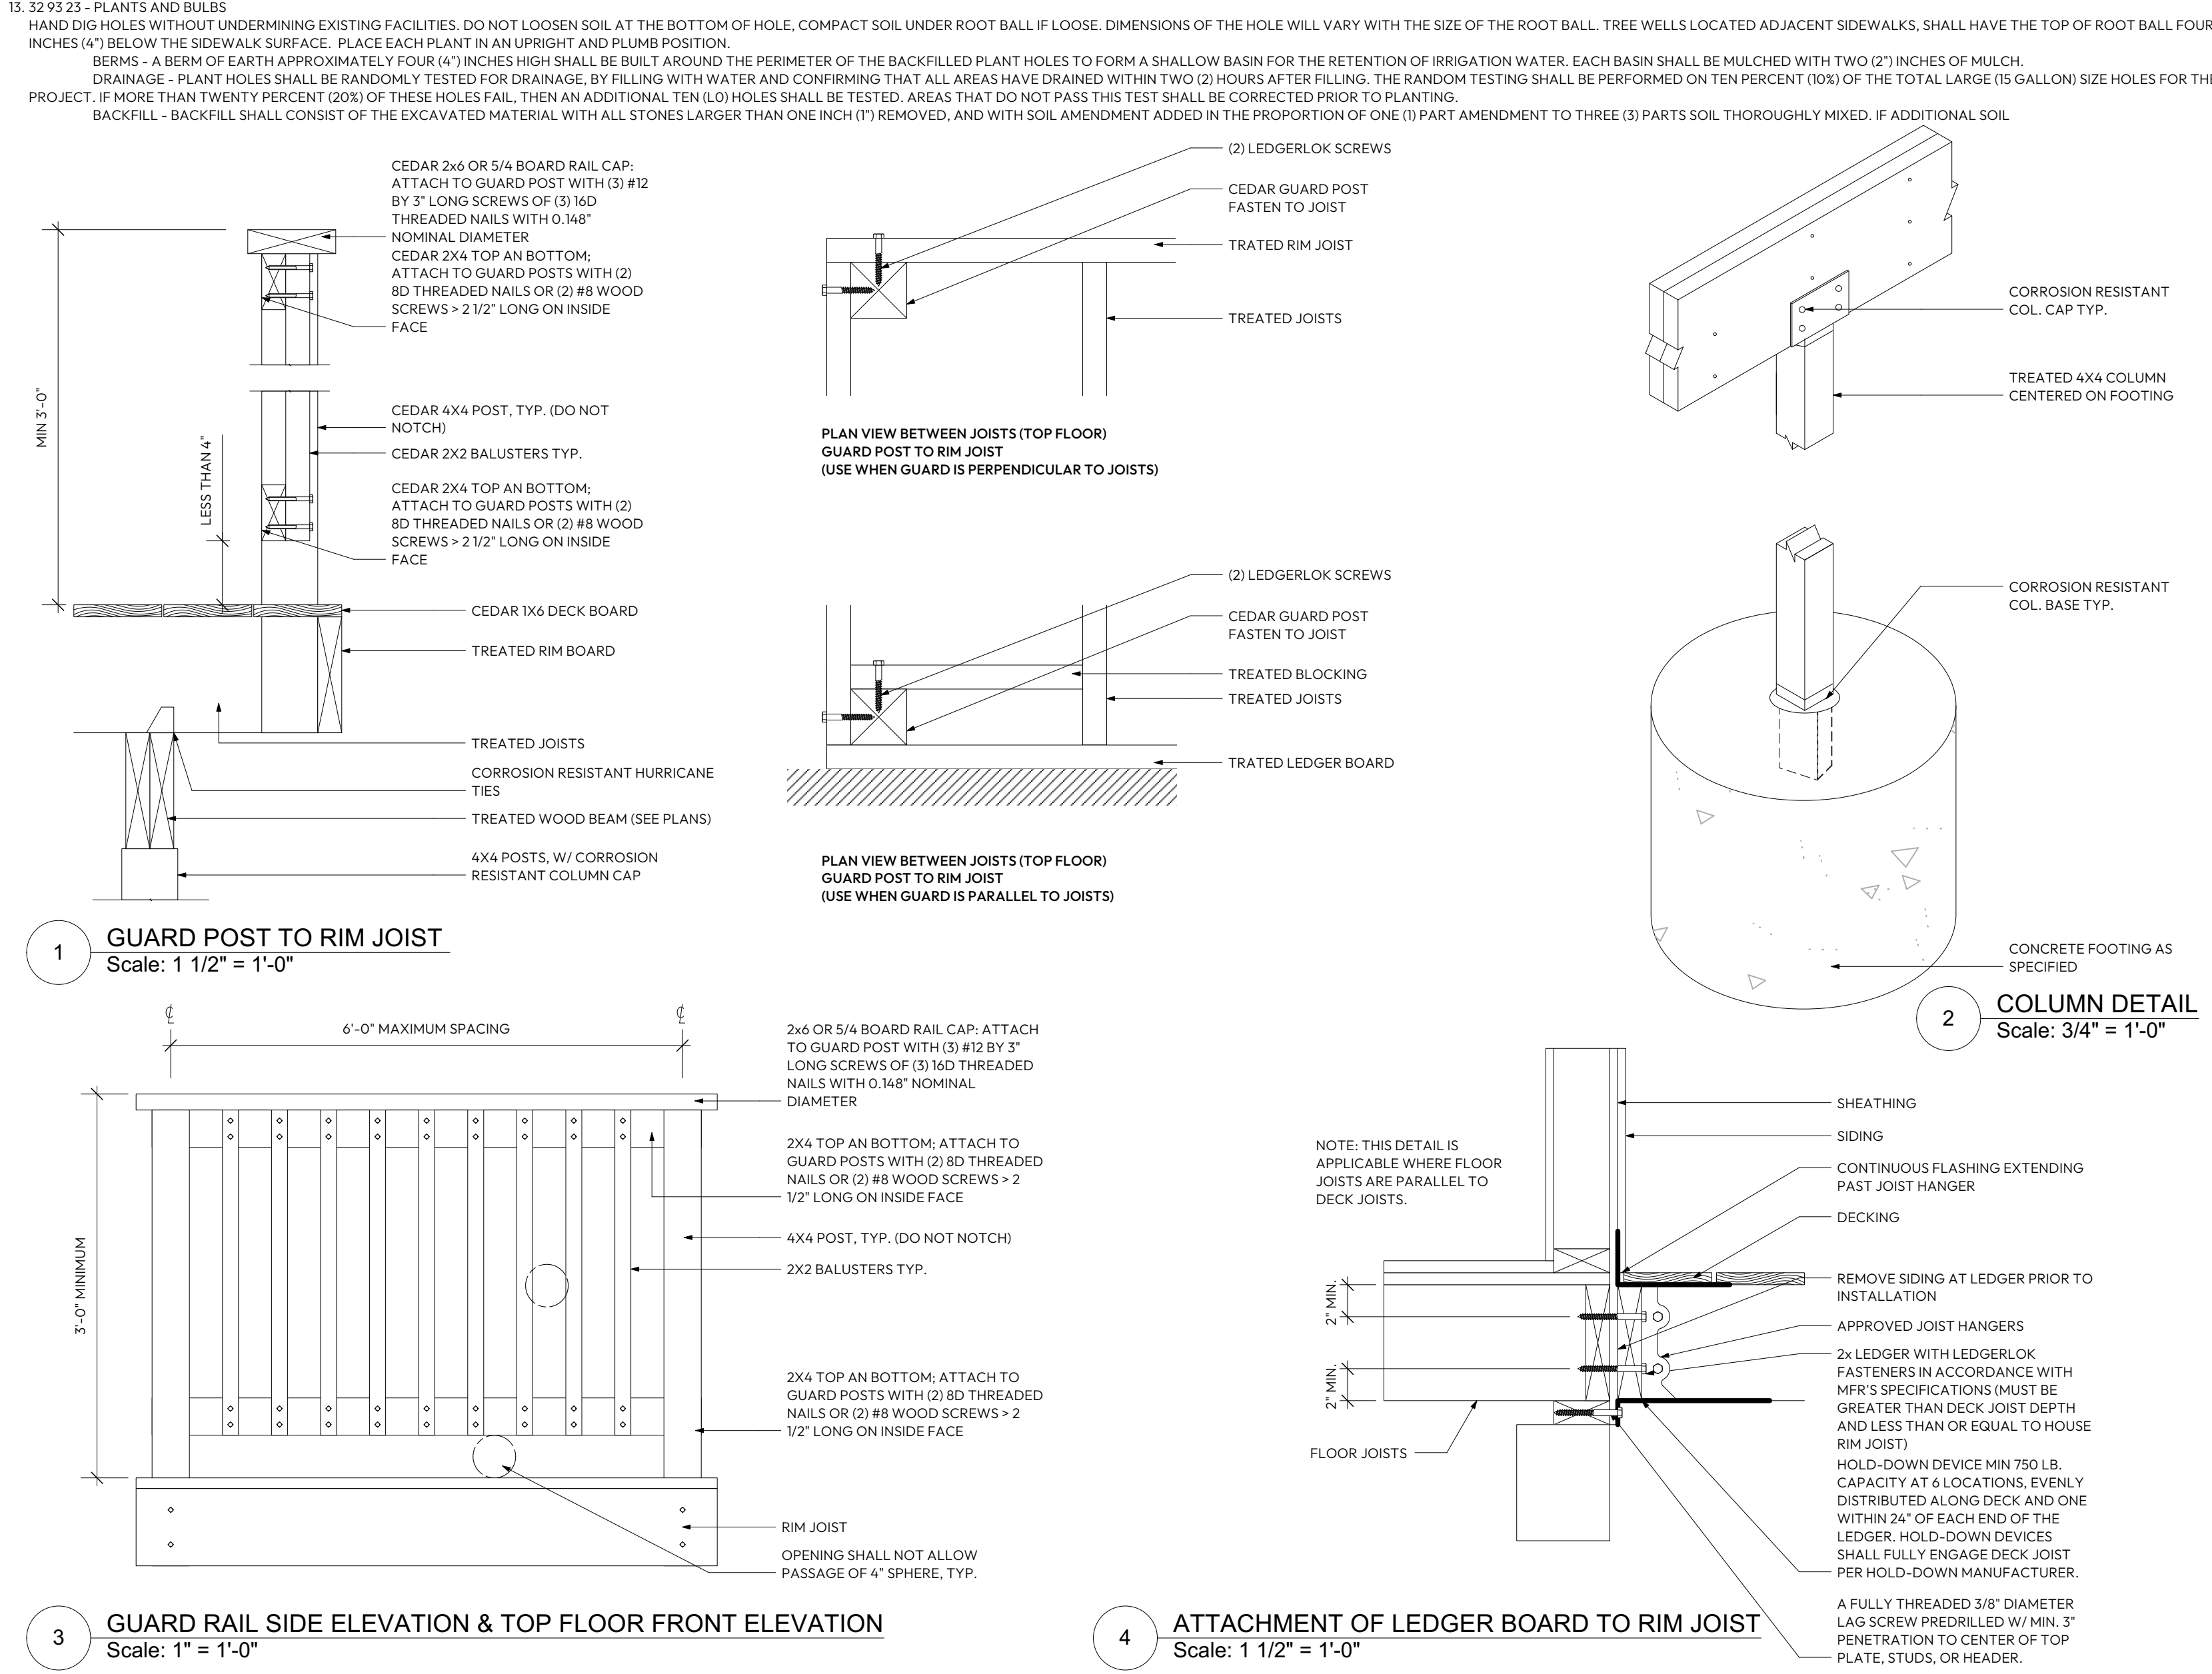 13. 32 93 23 - PLANTS AND BULBS
HAND DIG HOLES WITHOUT UNDERMINING EXISTING FACILITIES. DO NOT LOOSEN SOIL AT THE BOTTOM OF HOLE, COMPACT SOIL UNDER ROOT BALL IF LOOSE. DIMENSIONS OF THE HOLE WILL VARY WITH THE SIZE OF THE ROOT BALL. TREE WELLS LOCATED ADJACENT SIDEWALKS, SHALL HAVE THE TOP OF ROOT BALL FOUR
INCHES (4") BELOW THE SIDEWALK SURFACE. PLACE EACH PLANT IN AN UPRIGHT AND PLUMB POSITION.
BERMS - A BERM OF EARTH APPROXIMATELY FOUR (4") INCHES HIGH SHALL BE BUILT AROUND THE PERIMETER OF THE BACKFILLED PLANT HOLES TO FORM A SHALLOW BASIN FOR THE RETENTION OF IRRIGATION WATER. EACH BASIN SHALL BE MULCHED WITH TWO (2") INCHES OF MULCH.
DRAINAGE - PLANT HOLES SHALL BE RANDOMLY TESTED FOR DRAINAGE, BY FILLING WITH WATER AND CONFIRMING THAT ALL AREAS HAVE DRAINED WITHIN TWO (2) HOURS AFTER FILLING. THE RANDOM TESTING SHALL BE PERFORMED ON TEN PERCENT (10%) OF THE TOTAL LARGE (15 GALLON) SIZE HOLES FOR THE
PROJECT. IF MORE THAN TWENTY PERCENT (20%) OF THESE HOLES FAIL, THEN AN ADDITIONAL TEN (L0) HOLES SHALL BE TESTED. AREAS THAT DO NOT PASS THIS TEST SHALL BE CORRECTED PRIOR TO PLANTING.
BACKFILL - BACKFILL SHALL CONSIST OF THE EXCAVATED MATERIAL WITH ALL STONES LARGER THAN ONE INCH (1") REMOVED, AND WITH SOIL AMENDMENT ADDED IN THE PROPORTION OF ONE (1) PART AMENDMENT TO THREE (3) PARTS SOIL THOROUGHLY MIXED. IF ADDITIONAL SOIL
MIN 3'-0"
LESS THAN 4"
CEDAR 2x6 OR 5/4 BOARD RAIL CAP:
ATTACH TO GUARD POST WITH (3) #12
BY 3" LONG SCREWS OF (3) 16D
THREADED NAILS WITH 0.148"
NOMINAL DIAMETER
CEDAR 2X4 TOP AN BOTTOM;
ATTACH TO GUARD POSTS WITH (2)
8D THREADED NAILS OR (2) #8 WOOD
SCREWS > 2 1/2" LONG ON INSIDE
FACE
CEDAR 4X4 POST, TYP. (DO NOT
NOTCH)
CEDAR 2X2 BALUSTERS TYP.
CEDAR 2X4 TOP AN BOTTOM;
ATTACH TO GUARD POSTS WITH (2)
8D THREADED NAILS OR (2) #8 WOOD
SCREWS > 2 1/2" LONG ON INSIDE
FACE
CEDAR 1X6 DECK BOARD
TREATED RIM BOARD
TREATED JOISTS
CORROSION RESISTANT HURRICANE
TIES
TREATED WOOD BEAM (SEE PLANS)
4X4 POSTS, W/ CORROSION
RESISTANT COLUMN CAP
1
GUARD POST TO RIM JOIST
Scale: 1 1/2" = 1'-0"
(2) LEDGERLOK SCREWS
CEDAR GUARD POST
FASTEN TO JOIST
TRATED RIM JOIST
TREATED JOISTS
PLAN VIEW BETWEEN JOISTS (TOP FLOOR)
GUARD POST TO RIM JOIST
(USE WHEN GUARD IS PERPENDICULAR TO JOISTS)
(2) LEDGERLOK SCREWS
CEDAR GUARD POST
FASTEN TO JOIST
TREATED BLOCKING
TREATED JOISTS
TRATED LEDGER BOARD
PLAN VIEW BETWEEN JOISTS (TOP FLOOR)
GUARD POST TO RIM JOIST
(USE WHEN GUARD IS PARALLEL TO JOISTS)
CORROSION RESISTANT
COL. CAP TYP.
TREATED 4X4 COLUMN
CENTERED ON FOOTING
CORROSION RESISTANT
COL. BASE TYP.
CONCRETE FOOTING AS
SPECIFIED
2
COLUMN DETAIL
Scale: 3/4" = 1'-0"
℄
6'-0" MAXIMUM SPACING
℄
3'-0" MINIMUM
2x6 OR 5/4 BOARD RAIL CAP: ATTACH
TO GUARD POST WITH (3) #12 BY 3"
LONG SCREWS OF (3) 16D THREADED
NAILS WITH 0.148" NOMINAL
DIAMETER
2X4 TOP AN BOTTOM; ATTACH TO
GUARD POSTS WITH (2) 8D THREADED
NAILS OR (2) #8 WOOD SCREWS > 2
1/2" LONG ON INSIDE FACE
4X4 POST, TYP. (DO NOT NOTCH)
2X2 BALUSTERS TYP.
2X4 TOP AN BOTTOM; ATTACH TO
GUARD POSTS WITH (2) 8D THREADED
NAILS OR (2) #8 WOOD SCREWS > 2
1/2" LONG ON INSIDE FACE
RIM JOIST
OPENING SHALL NOT ALLOW
PASSAGE OF 4" SPHERE, TYP.
3
GUARD RAIL SIDE ELEVATION & TOP FLOOR FRONT ELEVATION
Scale: 1" = 1'-0"
NOTE: THIS DETAIL IS
APPLICABLE WHERE FLOOR
JOISTS ARE PARALLEL TO
DECK JOISTS.
2" MIN.
2" MIN.
FLOOR JOISTS
SHEATHING
SIDING
CONTINUOUS FLASHING EXTENDING
PAST JOIST HANGER
DECKING
REMOVE SIDING AT LEDGER PRIOR TO
INSTALLATION
APPROVED JOIST HANGERS
2x LEDGER WITH LEDGERLOK
FASTENERS IN ACCORDANCE WITH
MFR'S SPECIFICATIONS (MUST BE
GREATER THAN DECK JOIST DEPTH
AND LESS THAN OR EQUAL TO HOUSE
RIM JOIST)
HOLD-DOWN DEVICE MIN 750 LB.
CAPACITY AT 6 LOCATIONS, EVENLY
DISTRIBUTED ALONG DECK AND ONE
WITHIN 24" OF EACH END OF THE
LEDGER. HOLD-DOWN DEVICES
SHALL FULLY ENGAGE DECK JOIST
PER HOLD-DOWN MANUFACTURER.
A FULLY THREADED 3/8" DIAMETER
LAG SCREW PREDRILLED W/ MIN. 3"
PENETRATION TO CENTER OF TOP
PLATE, STUDS, OR HEADER.
4
ATTACHMENT OF LEDGER BOARD TO RIM JOIST
Scale: 1 1/2" = 1'-0"